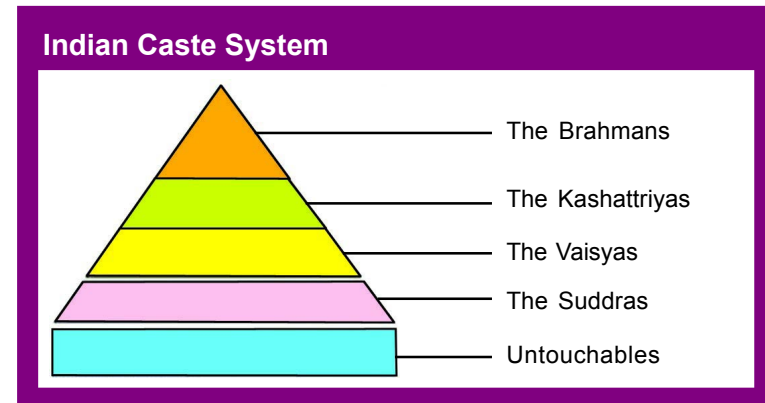 Indian Caste System
The Brahmans
The Kashattriyas
The Vaisyas
The Suddras
Untouchables